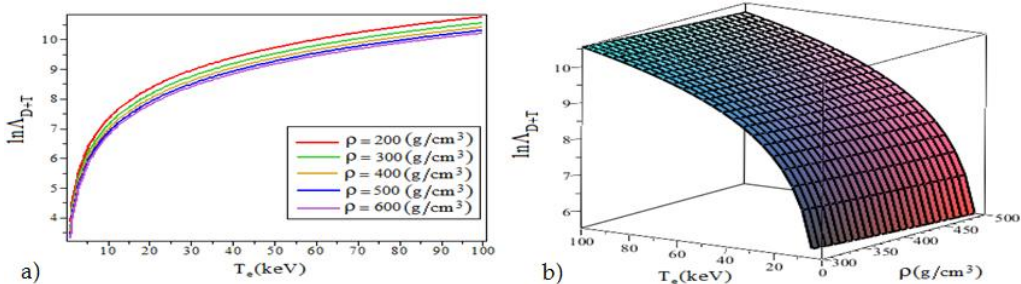 10
9
8
7
6
5
4
lnΛD+T
ρ = 200 (g/cm³)
ρ = 300 (g/cm³)
ρ = 400 (g/cm³)
ρ = 500 (g/cm³)
ρ = 600 (g/cm³)
10 20 30 40 50 60 70 80 90 100
Te(keV)
a)
10
9
8
7
6
lnΛD+T
100 80 60 40 20 0
Te(keV)
300 350 400 450 500
ρ(g/cm³)
b)